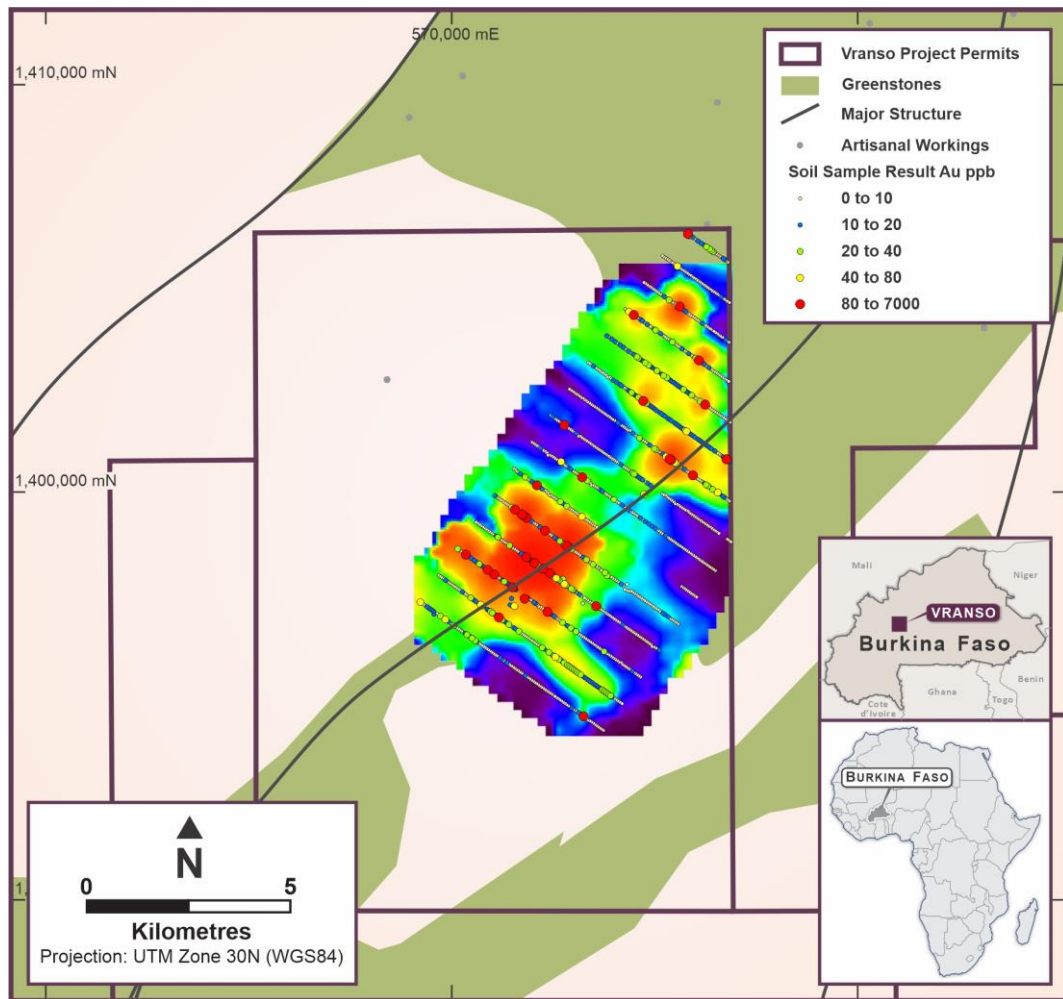 570,000 mE
1,410,000 mN
1,400,000 mN
1,
Vranso Project Permits
Greenstones
Major Structure
Artisanal Workings
Soil Sample Result Au ppb
0 to 10
10 to 20
20 to 40
40 to 80
80 to 7000
Mali
Niger
VRANSO
Burkina Faso
Benin
Ghana
Togo
Cote
d'Ivoire
BURKINA FASO
N
0 5
Kilometres
Projection: UTM Zone 30N (WGS84)